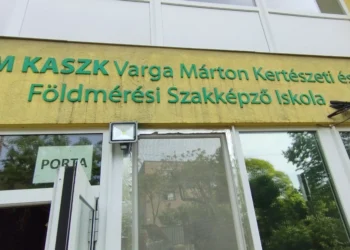 M KASZK Varga Márton Kertészeti és
Földmérési Szakképző Iskola
PORTA